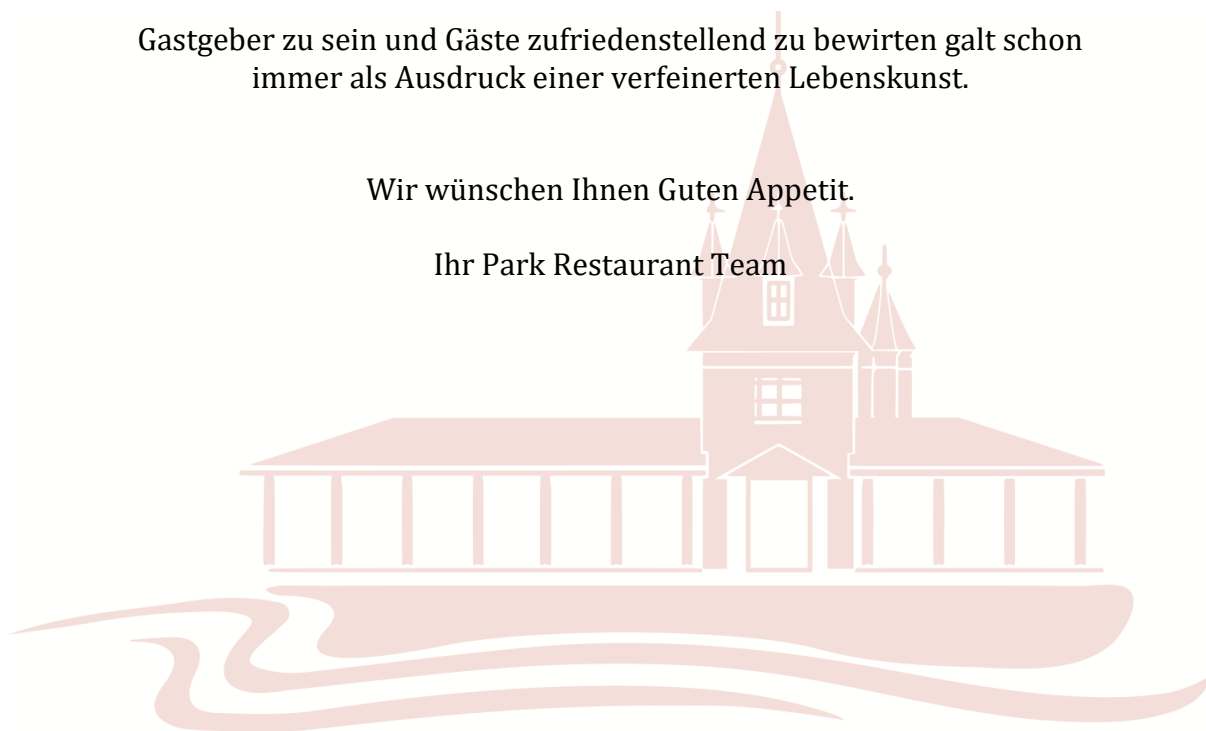 Gastgeber zu sein und Gäste zufriedenstellend zu bewirten galt schon
immer als Ausdruck einer verfeinerten Lebenskunst.
Wir wünschen Ihnen Guten Appetit.
Ihr Park Restaurant Team